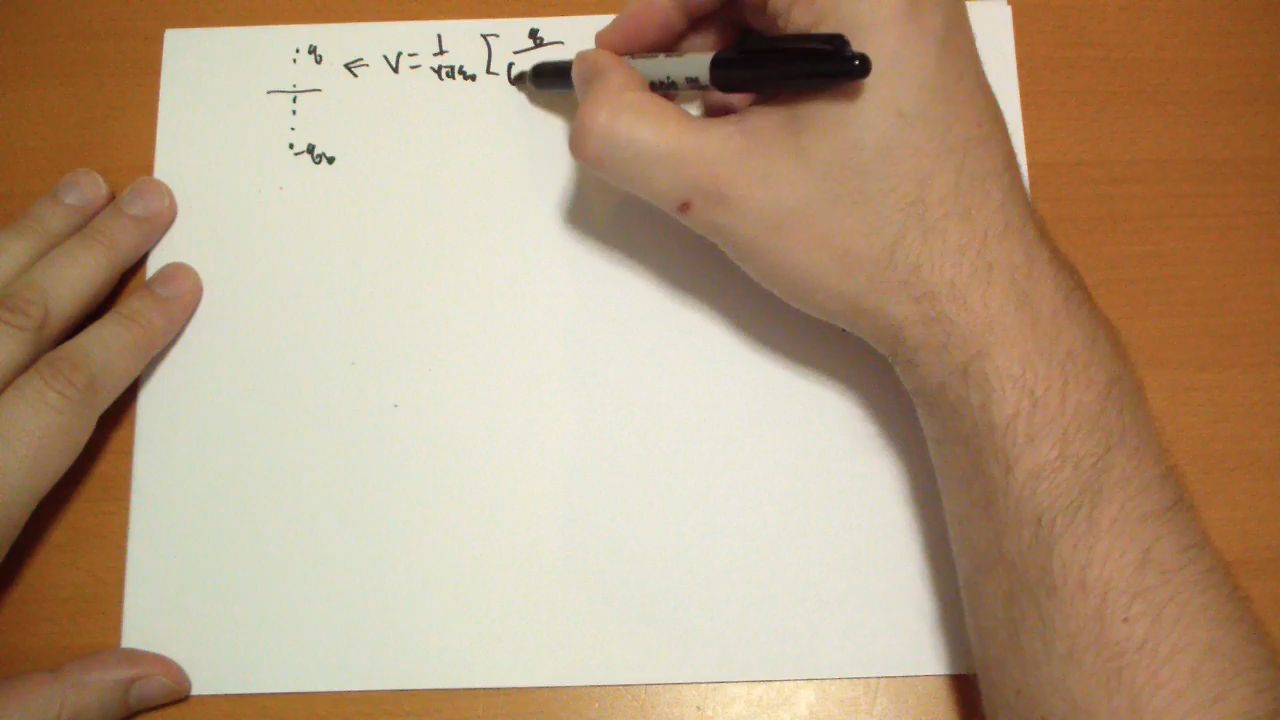 q ← V = 1/4πε₀ [ q/(
-q